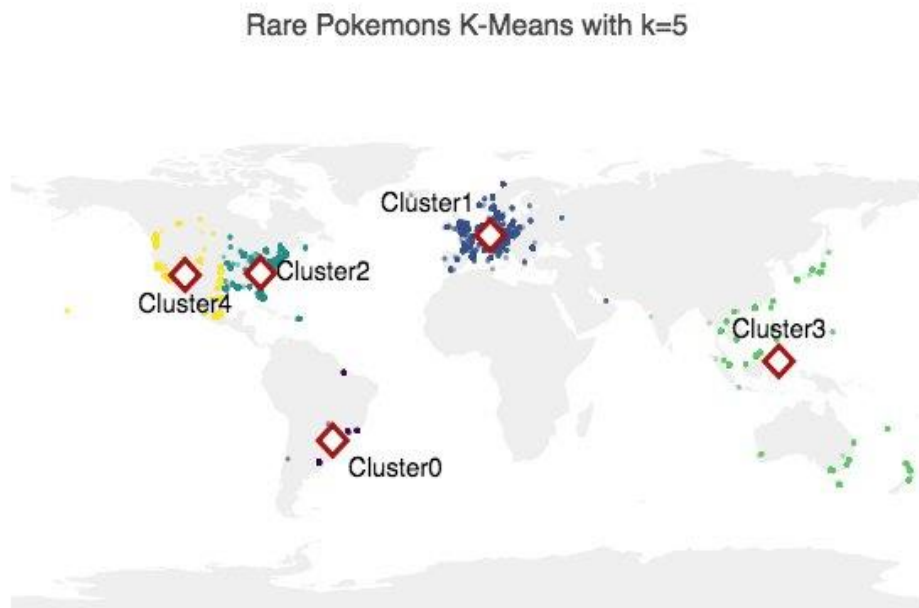 Rare Pokemons K-Means with k=5
Cluster1
Cluster2
Cluster4
Cluster3
Cluster0